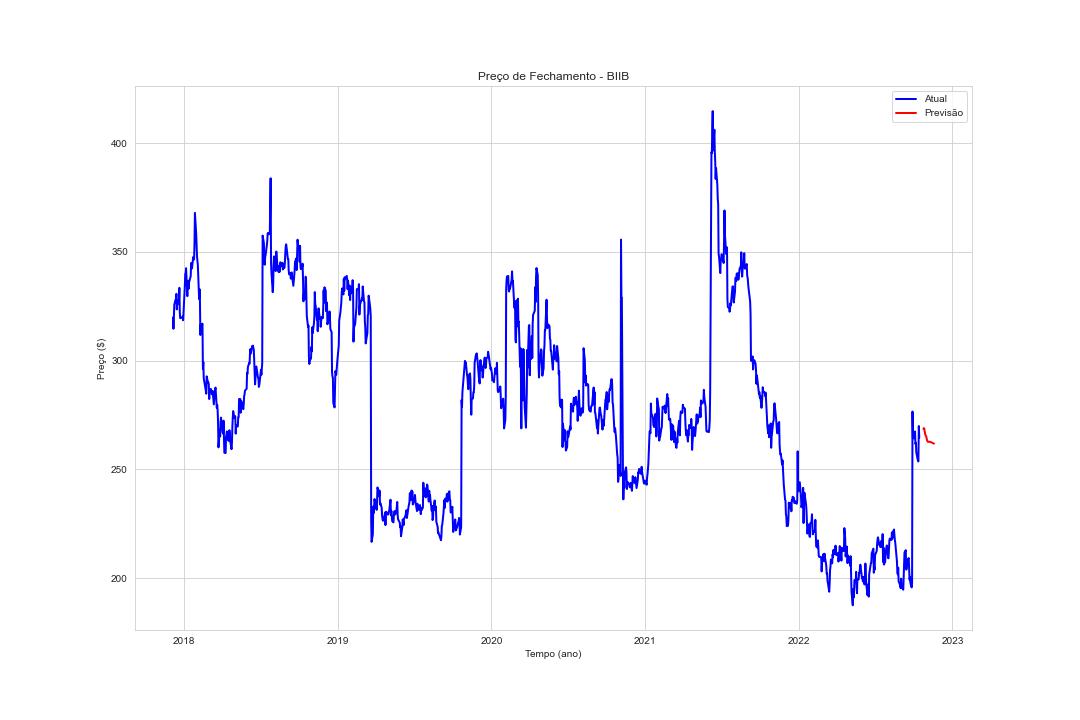 Preço de Fechamento - BIIB
Atual
Previsão
Preço ($)
400
350
300
250
200
2018
2019
2020
2021
2022
2023
Tempo (ano)